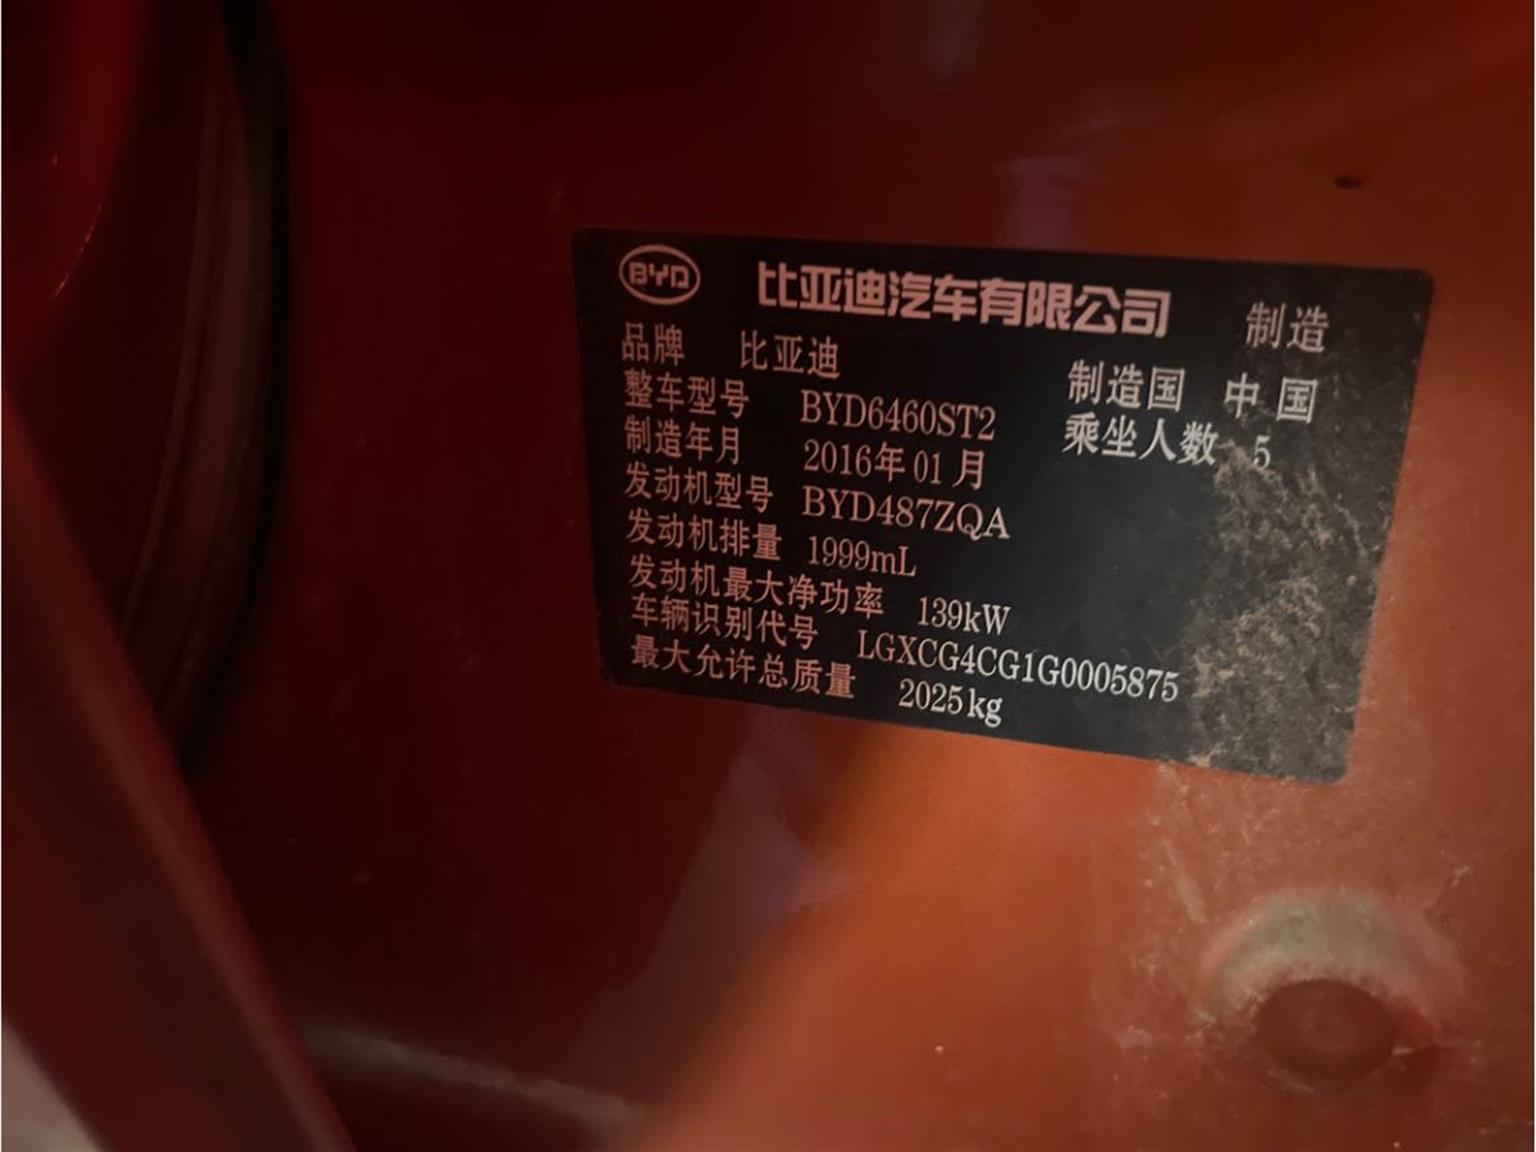 BYD 比亚迪汽车有限公司 制造
品牌 比亚迪 制造国 中国
整车型号 BYD6460ST2 乘坐人数 5
制造年月 2016年01月
发动机型号 BYD487ZQA
发动机排量 1999mL
发动机最大净功率 139kW
车辆识别代号 LGXCG4CG1G0005875
最大允许总质量 2025kg